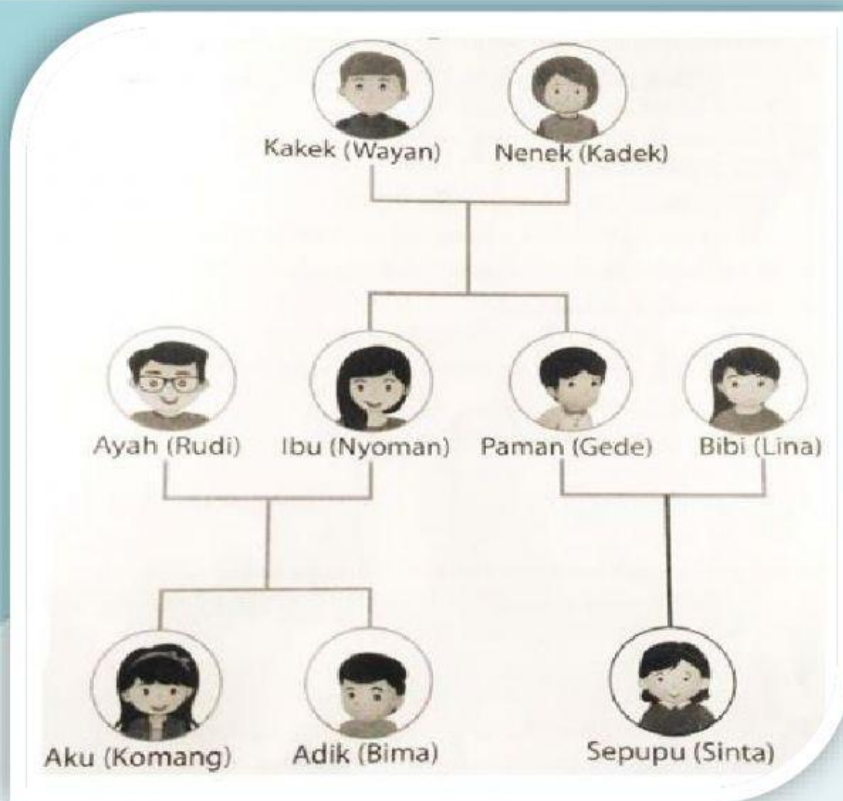 Kakek (Wayan) Nenek (Kadek)
Ayah (Rudi) Ibu (Nyoman) Paman (Gede) Bibi (Lina)
Aku (Komang) Adik (Bima) Sepupu (Sinta)